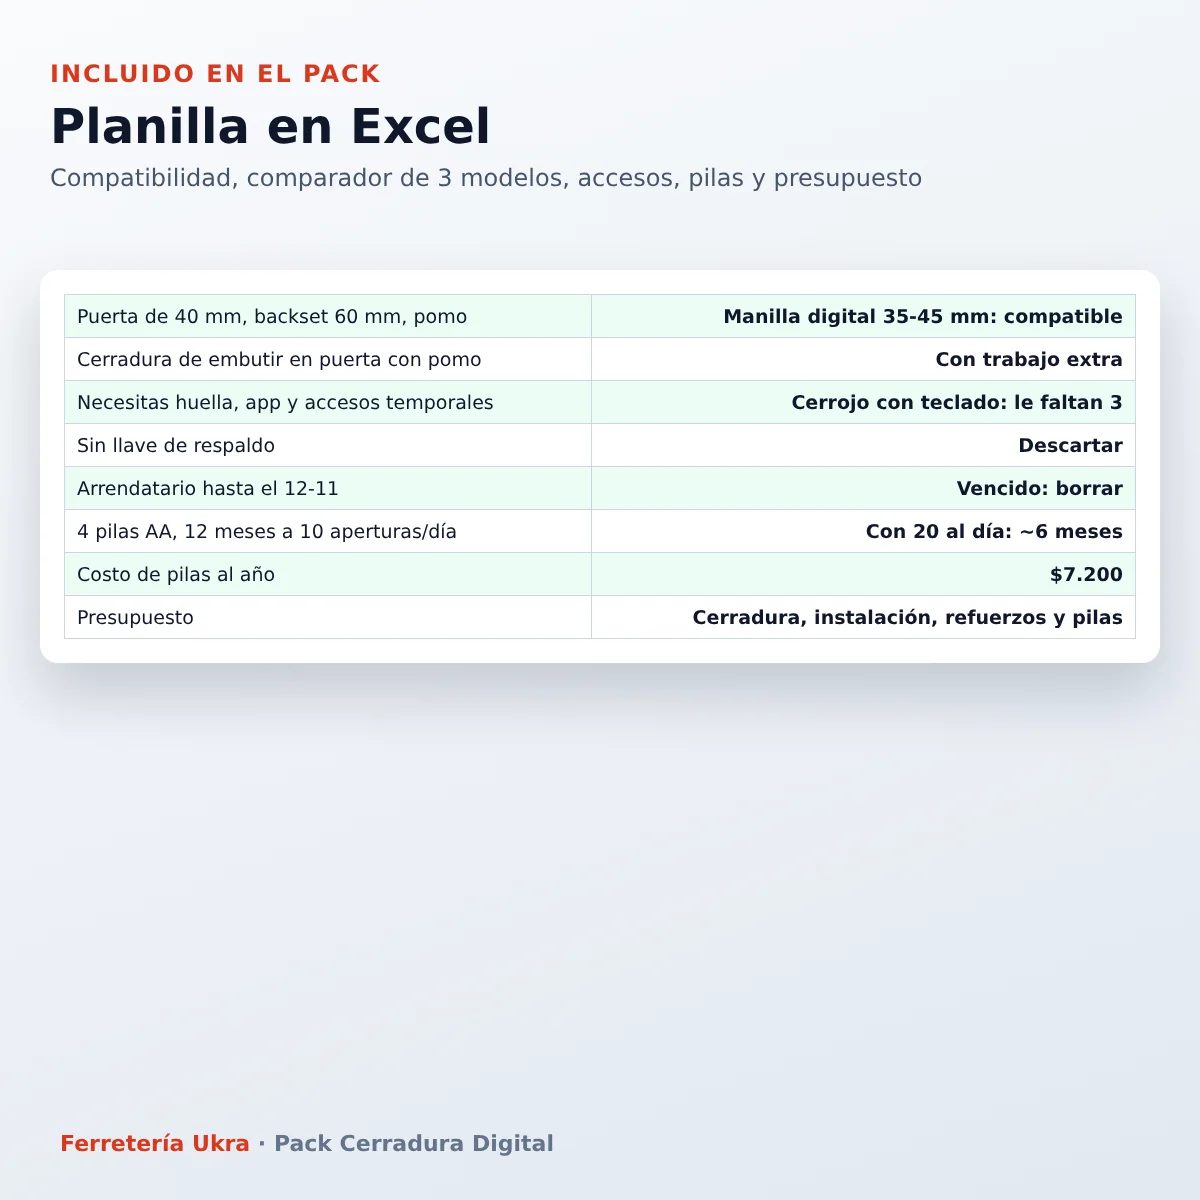 INCLUIDO EN EL PACK
Planilla en Excel
Compatibilidad, comparador de 3 modelos, accesos, pilas y presupuesto
Puerta de 40 mm, backset 60 mm, pomo Manilla digital 35-45 mm: compatible
Cerradura de embutir en puerta con pomo Con trabajo extra
Necesitas huella, app y accesos temporales Cerrojo con teclado: le faltan 3
Sin llave de respaldo Descartar
Arrendatario hasta el 12-11 Vencido: borrar
4 pilas AA, 12 meses a 10 aperturas/día Con 20 al día: ~6 meses
Costo de pilas al año $7.200
Presupuesto Cerradura, instalación, refuerzos y pilas
Ferretería Ukra · Pack Cerradura Digital